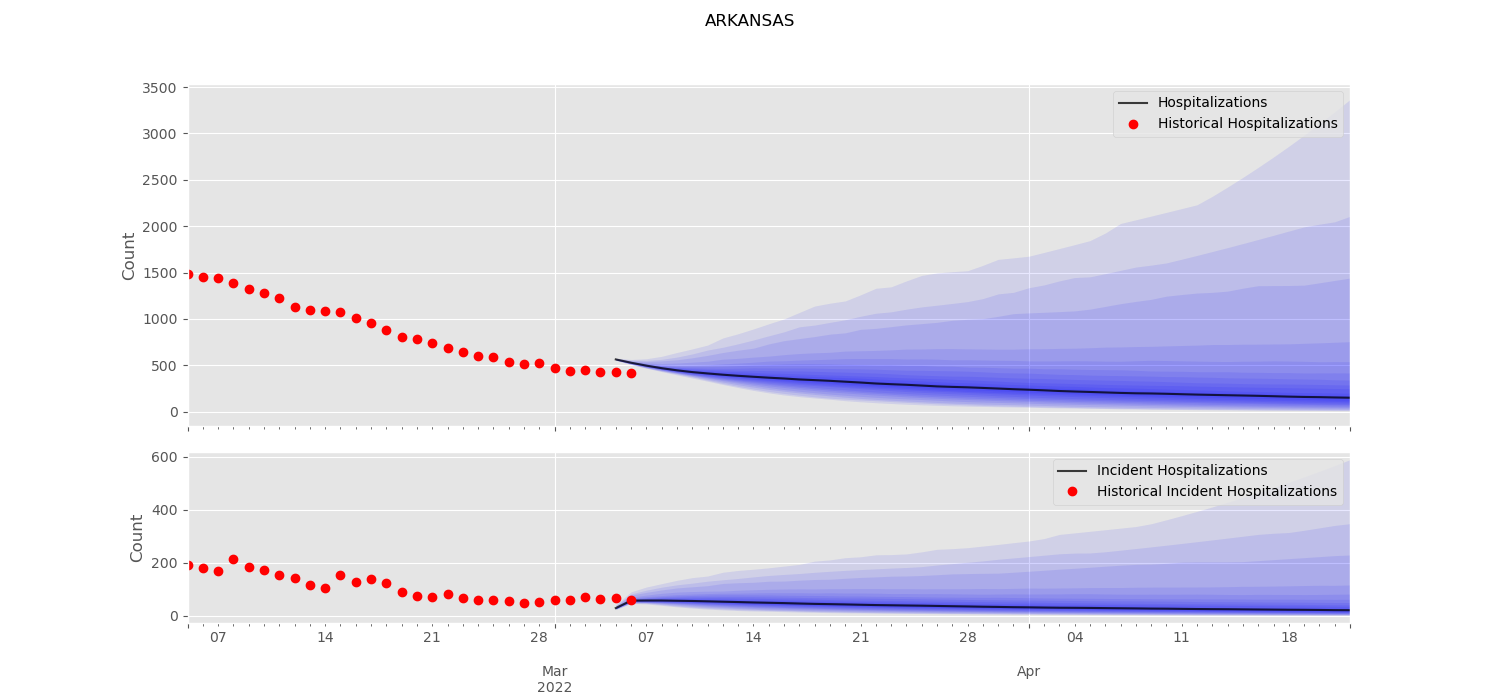 ARKANSAS
3500
3000
2500
2000
1500
1000
500
0
Count
Hospitalizations
Historical Hospitalizations
600
400
200
0
Count
Incident Hospitalizations
Historical Incident Hospitalizations
07 14 21 28 07 14 21 28 04 11 18
Mar Apr
2022